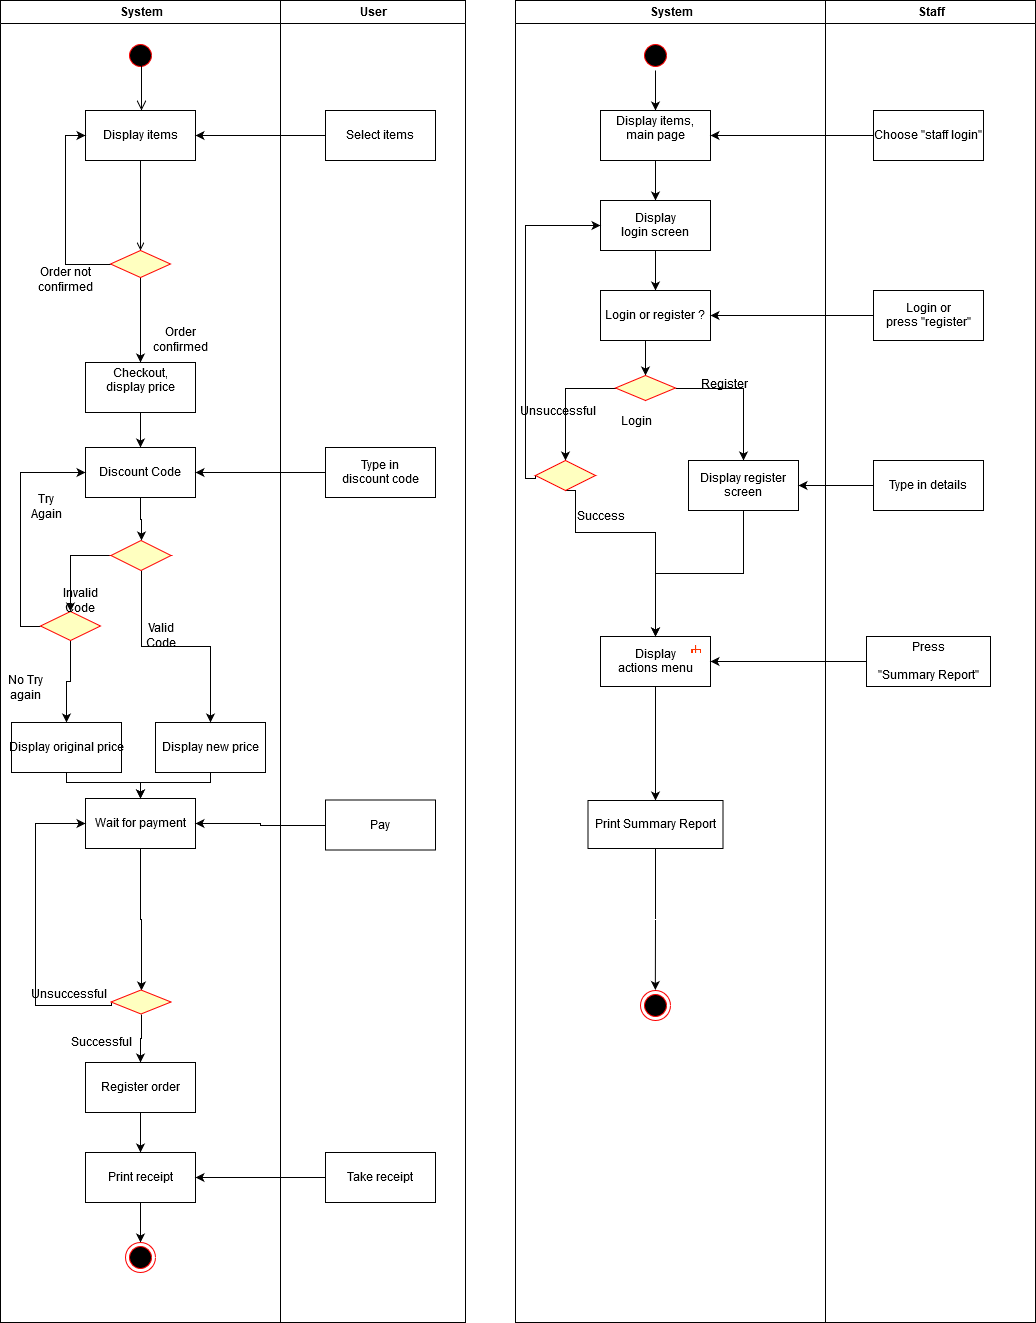 System
User
Display items
Select items
Order not
confirmed
Order
confirmed
Checkout,
display price
Discount Code
Type in
discount code
Try
Again
Invalid
Code
Valid
Code
No Try
again
Display original price
Display new price
Wait for payment
Pay
Unsuccessful
Successful
Register order
Print receipt
Take receipt
System
Staff
Display items,
main page
Choose "staff login"
Display
login screen
Login or register ?
Login or
press "register"
Register
Unsuccessful
Login
Display register
screen
Type in details
Success
Display
actions menu
Press
"Summary Report"
Print Summary Report